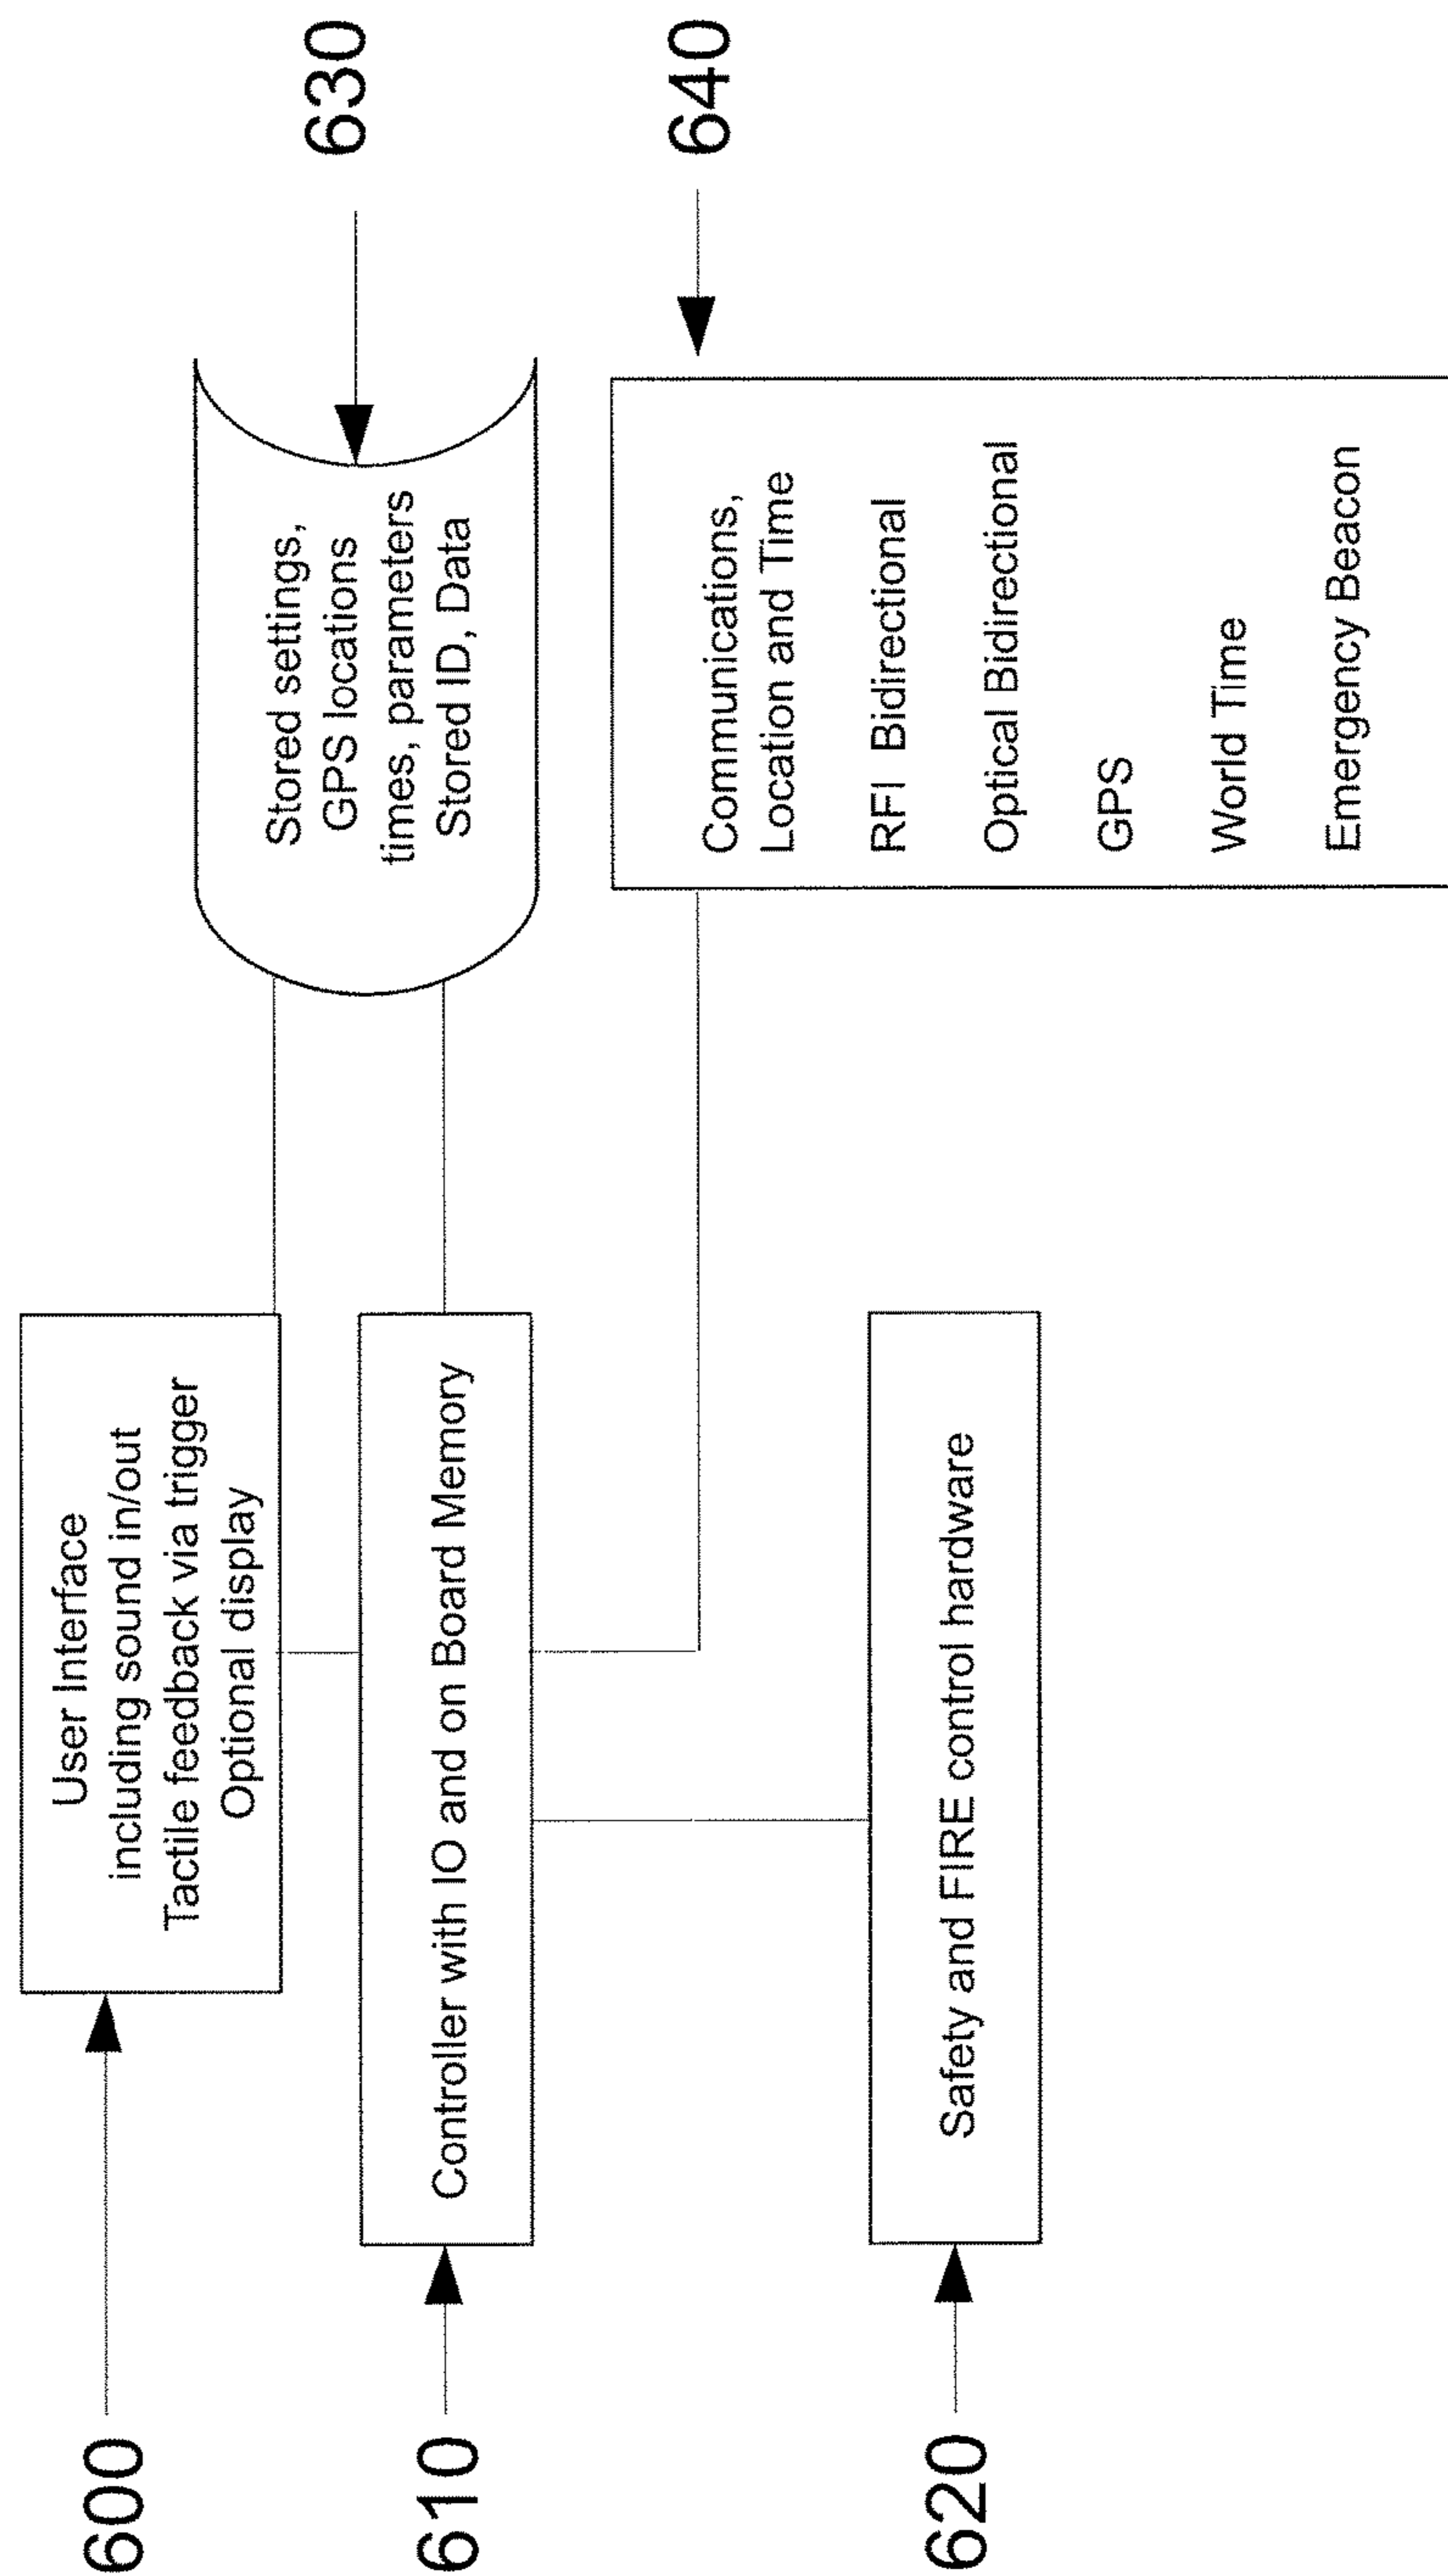 600
User Interface
including sound in/out
Tactile feedback via trigger
Optional display
610
Controller with IO and on Board Memory
620
Safety and FIRE control hardware
630
Stored settings,
GPS locations
times, parameters
Stored ID, Data
640
Communications,
Location and Time
RFI Bidirectional
Optical Bidirectional
GPS
World Time
Emergency Beacon